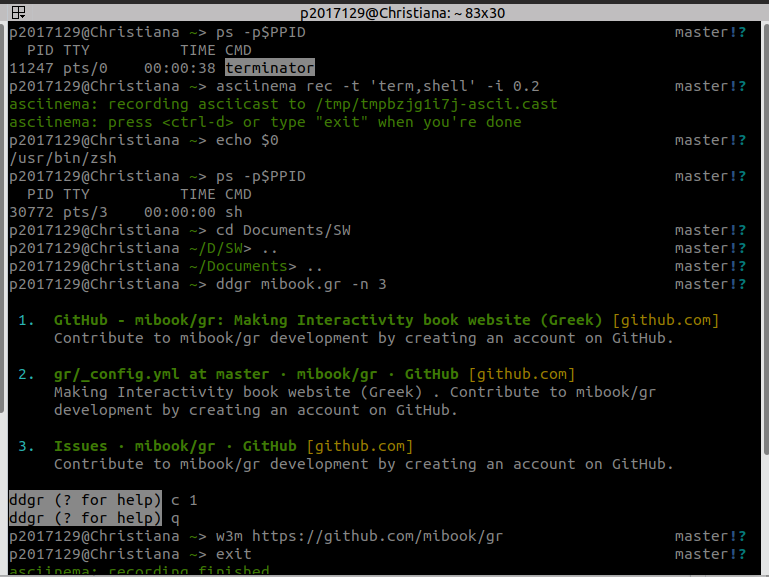 p2017129@Christiana: ~ 83x30
p2017129@Christiana ~> ps -p$PPID master!?
PID TTY TIME CMD
11247 pts/0 00:00:38 terminator
p2017129@Christiana ~> asciinema rec -t 'term,shell' -i 0.2 master!?
asciinema: recording asciicast to /tmp/tmpbzjg1i7j-ascii.cast
asciinema: press <ctrl-d> or type "exit" when you're done
p2017129@Christiana ~> echo $0 master!?
/usr/bin/zsh
p2017129@Christiana ~> ps -p$PPID master!?
PID TTY TIME CMD
30772 pts/3 00:00:00 sh
p2017129@Christiana ~> cd Documents/SW master!?
p2017129@Christiana ~/D/SW> .. master!?
p2017129@Christiana ~/Documents> .. master!?
p2017129@Christiana ~> ddgr mibook.gr -n 3 master!?
1. GitHub - mibook/gr: Making Interactivity book website (Greek) [github.com]
Contribute to mibook/gr development by creating an account on GitHub.
2. gr/_config.yml at master · mibook/gr · GitHub [github.com]
Making Interactivity book website (Greek) . Contribute to mibook/gr
development by creating an account on GitHub.
3. Issues · mibook/gr · GitHub [github.com]
Contribute to mibook/gr development by creating an account on GitHub.
ddgr (? for help) c 1
ddgr (? for help) q
p2017129@Christiana ~> w3m https://github.com/mibook/gr master!?
p2017129@Christiana ~> exit master!?
asciinema: recording finished